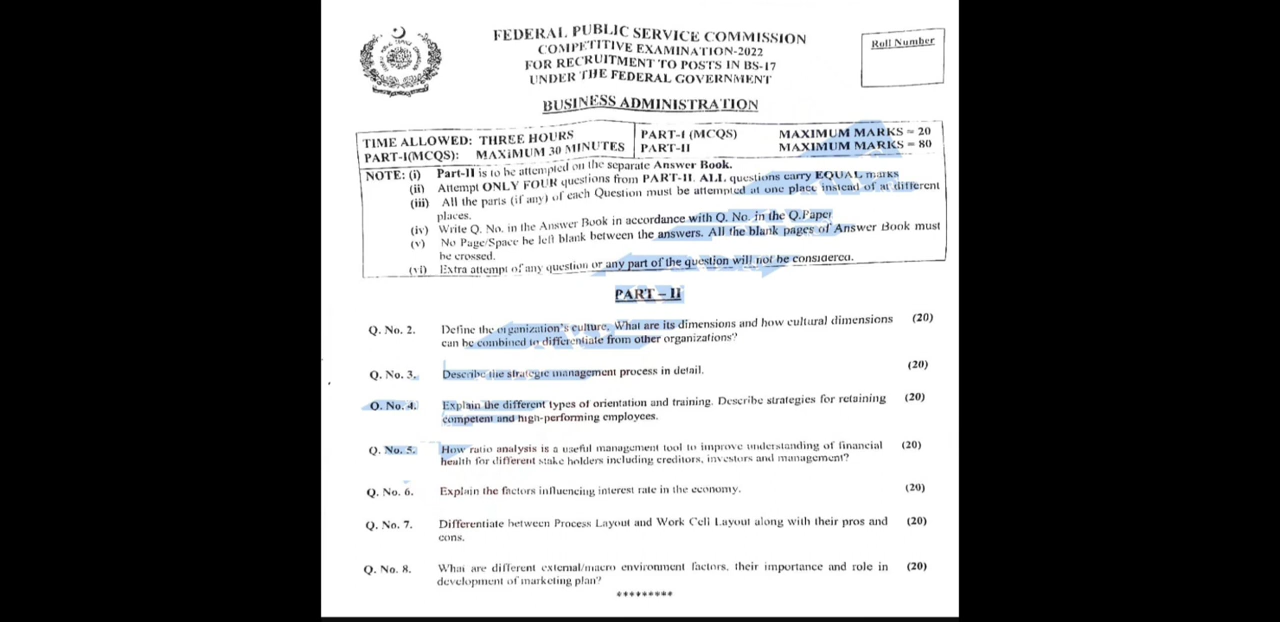 FEDERAL PUBLIC SERVICE COMMISSION
COMPETITIVE EXAMINATION-2022
FOR RECRUITMENT TO POSTS IN BS-17
UNDER THE FEDERAL GOVERNMENT
Roll Number
BUSINESS ADMINISTRATION
TIME ALLOWED: THREE HOURS PART-I (MCQS) MAXIMUM MARKS = 20
PART-I(MCQS): MAXIMUM 30 MINUTES PART-II MAXIMUM MARKS = 80
NOTE: (i) Part-II is to be attempted on the separate Answer Book.
(ii) Attempt ONLY FOUR questions from PART-II. ALL questions carry EQUAL marks
(iii) All the parts (if any) of each Question must be attempted at one place instead of at different
places.
(iv) Write Q. No. in the Answer Book in accordance with Q. No. in the Q.Paper
(v) No Page/Space be left blank between the answers. All the blank pages of Answer Book must
be crossed.
(vi) Extra attempt of any question or any part of the question will not be considered.
PART – II
Q. No. 2. Define the organization's culture. What are its dimensions and how cultural dimensions (20)
can be combined to differentiate from other organizations?
Q. No. 3. Describe the strategic management process in detail. (20)
Q. No. 4. Explain the different types of orientation and training. Describe strategies for retaining (20)
competent and high-performing employees.
Q. No. 5. How ratio analysis is a useful management tool to improve understanding of financial (20)
health for different stake holders including creditors, investors and management?
Q. No. 6. Explain the factors influencing interest rate in the economy. (20)
Q. No. 7. Differentiate between Process Layout and Work Cell Layout along with their pros and (20)
cons.
Q. No. 8. What are different external/macro environment factors, their importance and role in (20)
development of marketing plan?
*********